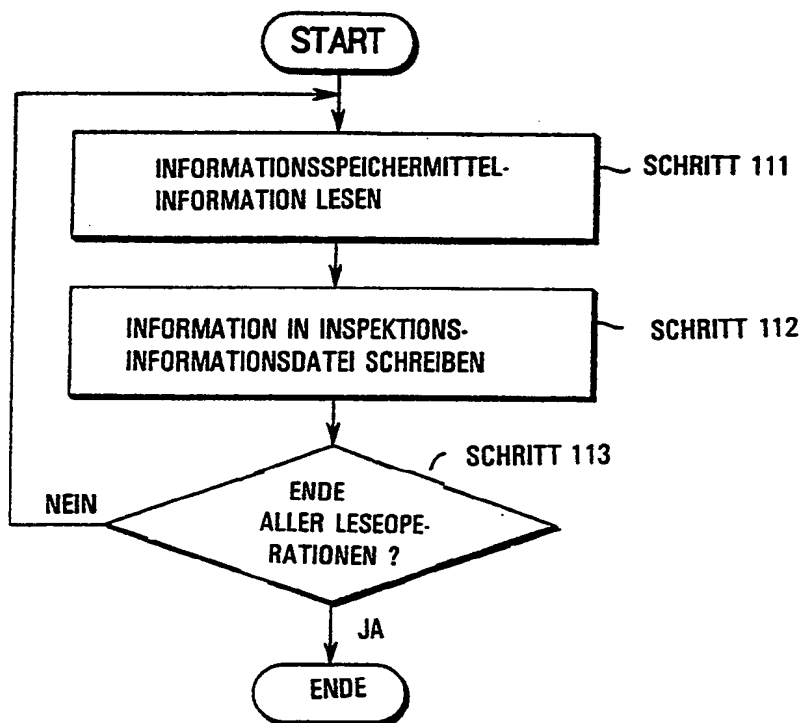 START
INFORMATIONSSPEICHERMITTEL-
INFORMATION LESEN
SCHRITT 111
INFORMATION IN INSPEKTIONS-
INFORMATIONSDATEI SCHREIBEN
SCHRITT 112
SCHRITT 113
NEIN
ENDE
ALLER LESEOPE-
RATIONEN ?
JA
ENDE